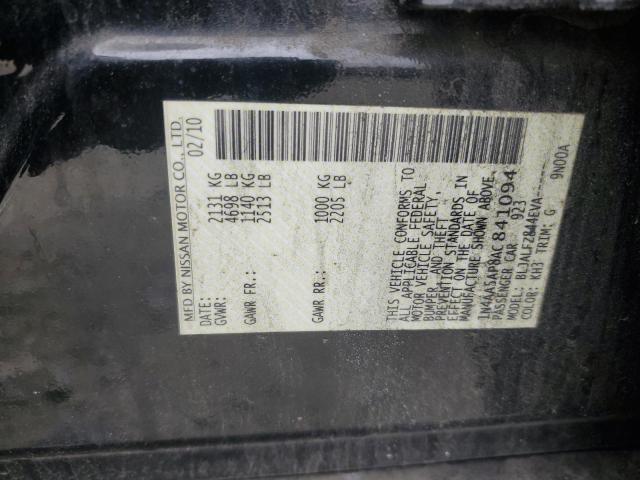 MFD BY NISSAN MOTOR CO., LTD.
DATE: 02/10
GVWR: 2131 KG
4698 LB
GAWR FR.: 1140 KG
2513 LB
GAWR RR.: 1000 KG
2205 LB
THIS VEHICLE CONFORMS TO
ALL APPLICABLE FEDERAL
MOTOR VEHICLE SAFETY,
BUMPER AND THEFT
PREVENTION STANDARDS IN
EFFECT ON THE DATE OF
MANUFACTURE SHOWN ABOVE.
1N4AA5AP0AC841094
PASSENGER CAR 923
MODEL: BLJALFZ844EVA
COLOR: KH3 TRIM: G 9N00A